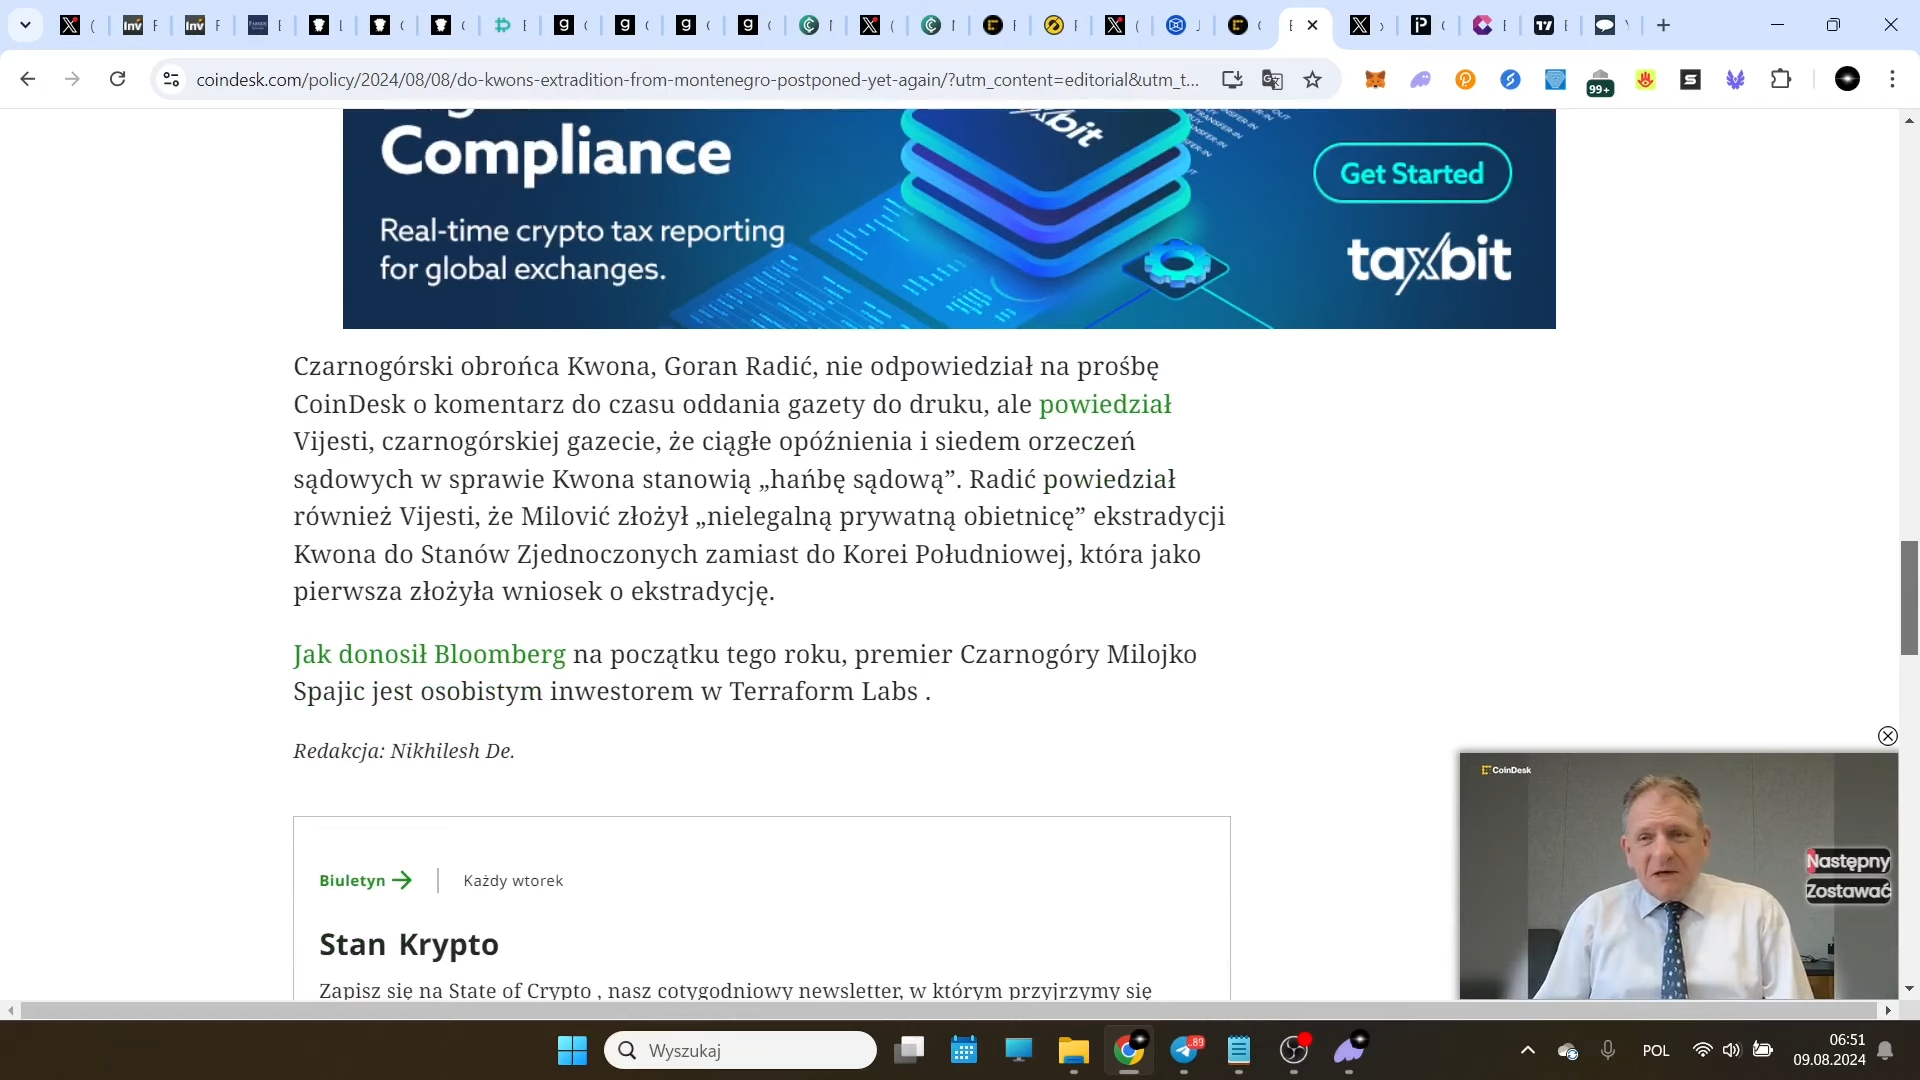 coindesk.com/policy/2024/08/08/do-kwons-extradition-from-montenegro-postponed-yet-again/?utm_content=editorial&utm_t...
99+
Compliance
Real-time crypto tax reporting
for global exchanges.
taxbit
Get Started
taxbit
Czarnogórski obrońca Kwona, Goran Radić, nie odpowiedział na prośbę
CoinDesk o komentarz do czasu oddania gazety do druku, ale powiedział
Vijesti, czarnogórskiej gazecie, że ciągłe opóźnienia i siedem orzeczeń
sądowych w sprawie Kwona stanowią „hańbę sądową”. Radić powiedział
również Vijesti, że Milović złożył „nielegalną prywatną obietnicę” ekstradycji
Kwona do Stanów Zjednoczonych zamiast do Korei Południowej, która jako
pierwsza złożyła wniosek o ekstradycję.
Jak donosił Bloomberg na początku tego roku, premier Czarnogóry Milojko
Spajic jest osobistym inwestorem w Terraform Labs .
Redakcja: Nikhilesh De.
Biuletyn
Każdy wtorek
Stan Krypto
Zapisz się na State of Crypto , nasz cotygodniowy newsletter, w którym przyjrzymy się
CoinDesk
Następny
Zostawać
Wyszukaj
89
POL
06:51
09.08.2024